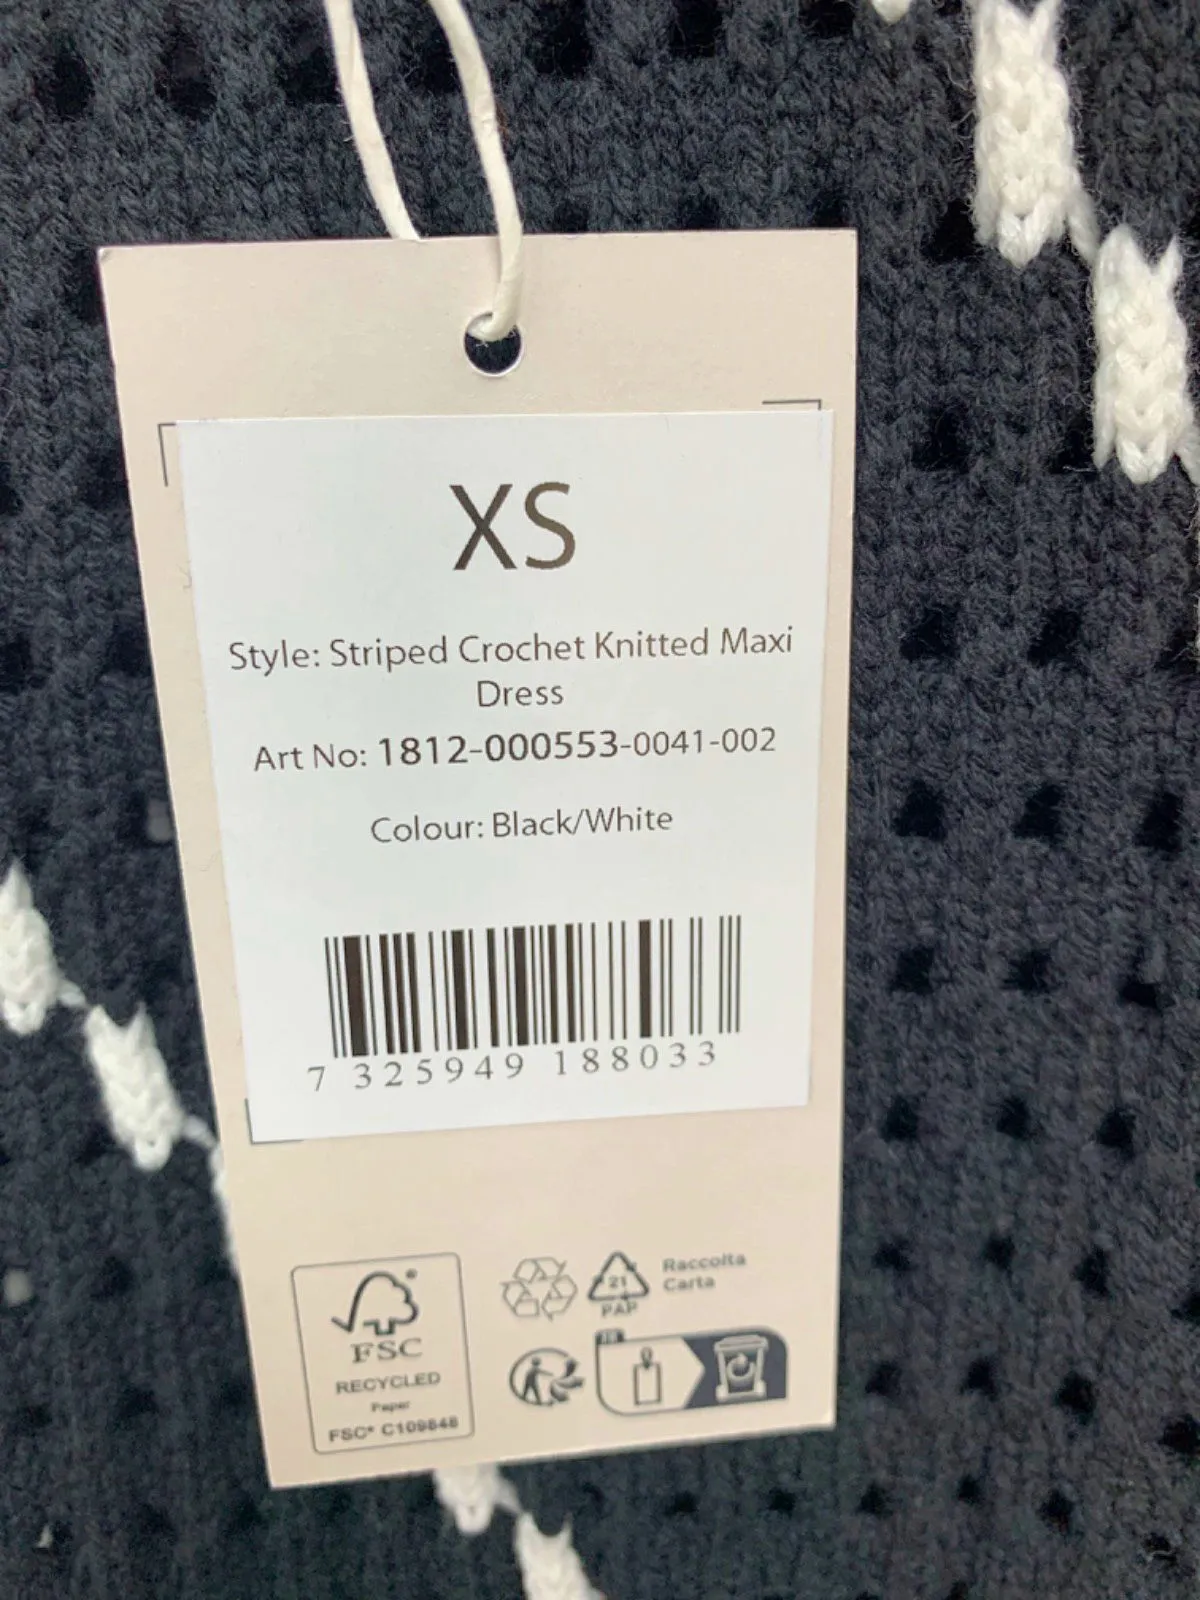 XS
Style: Striped Crochet Knitted Maxi
Dress
Art No: 1812-000553-0041-002
Colour: Black/White
7 325949 188033
FSC
RECYCLED
Paper
FSC® C109848
21
PAP
Raccolta
Carta
FR